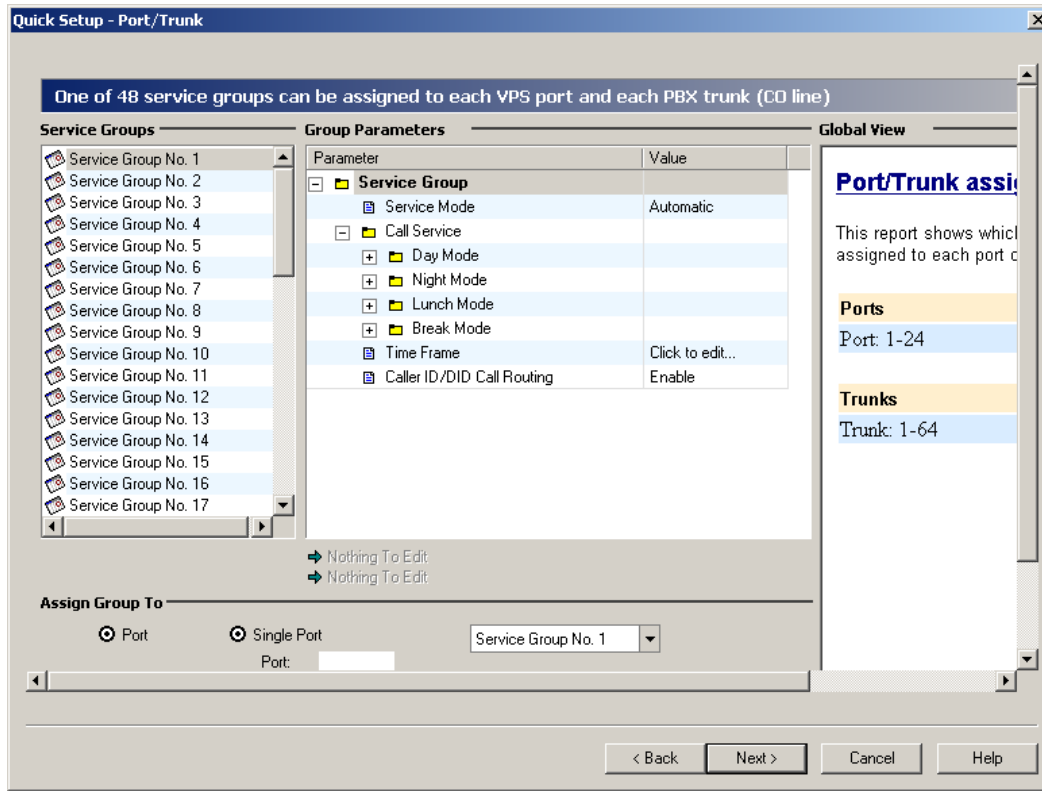 Quick Setup - Port/Trunk
One of 48 service groups can be assigned to each VPS port and each PBX trunk (CO line)
Service Groups
Service Group No. 1
Service Group No. 2
Service Group No. 3
Service Group No. 4
Service Group No. 5
Service Group No. 6
Service Group No. 7
Service Group No. 8
Service Group No. 9
Service Group No. 10
Service Group No. 11
Service Group No. 12
Service Group No. 13
Service Group No. 14
Service Group No. 15
Service Group No. 16
Service Group No. 17
Group Parameters
Parameter Value
Service Group
Service Mode Automatic
Call Service
Day Mode
Night Mode
Lunch Mode
Break Mode
Time Frame Click to edit...
Caller ID/DID Call Routing Enable
Nothing To Edit
Nothing To Edit
Global View
Port/Trunk assi
This report shows which
assigned to each port
Ports
Port: 1-24
Trunks
Trunk: 1-64
Assign Group To
Port Single Port Service Group No. 1
Port:
< Back Next > Cancel Help